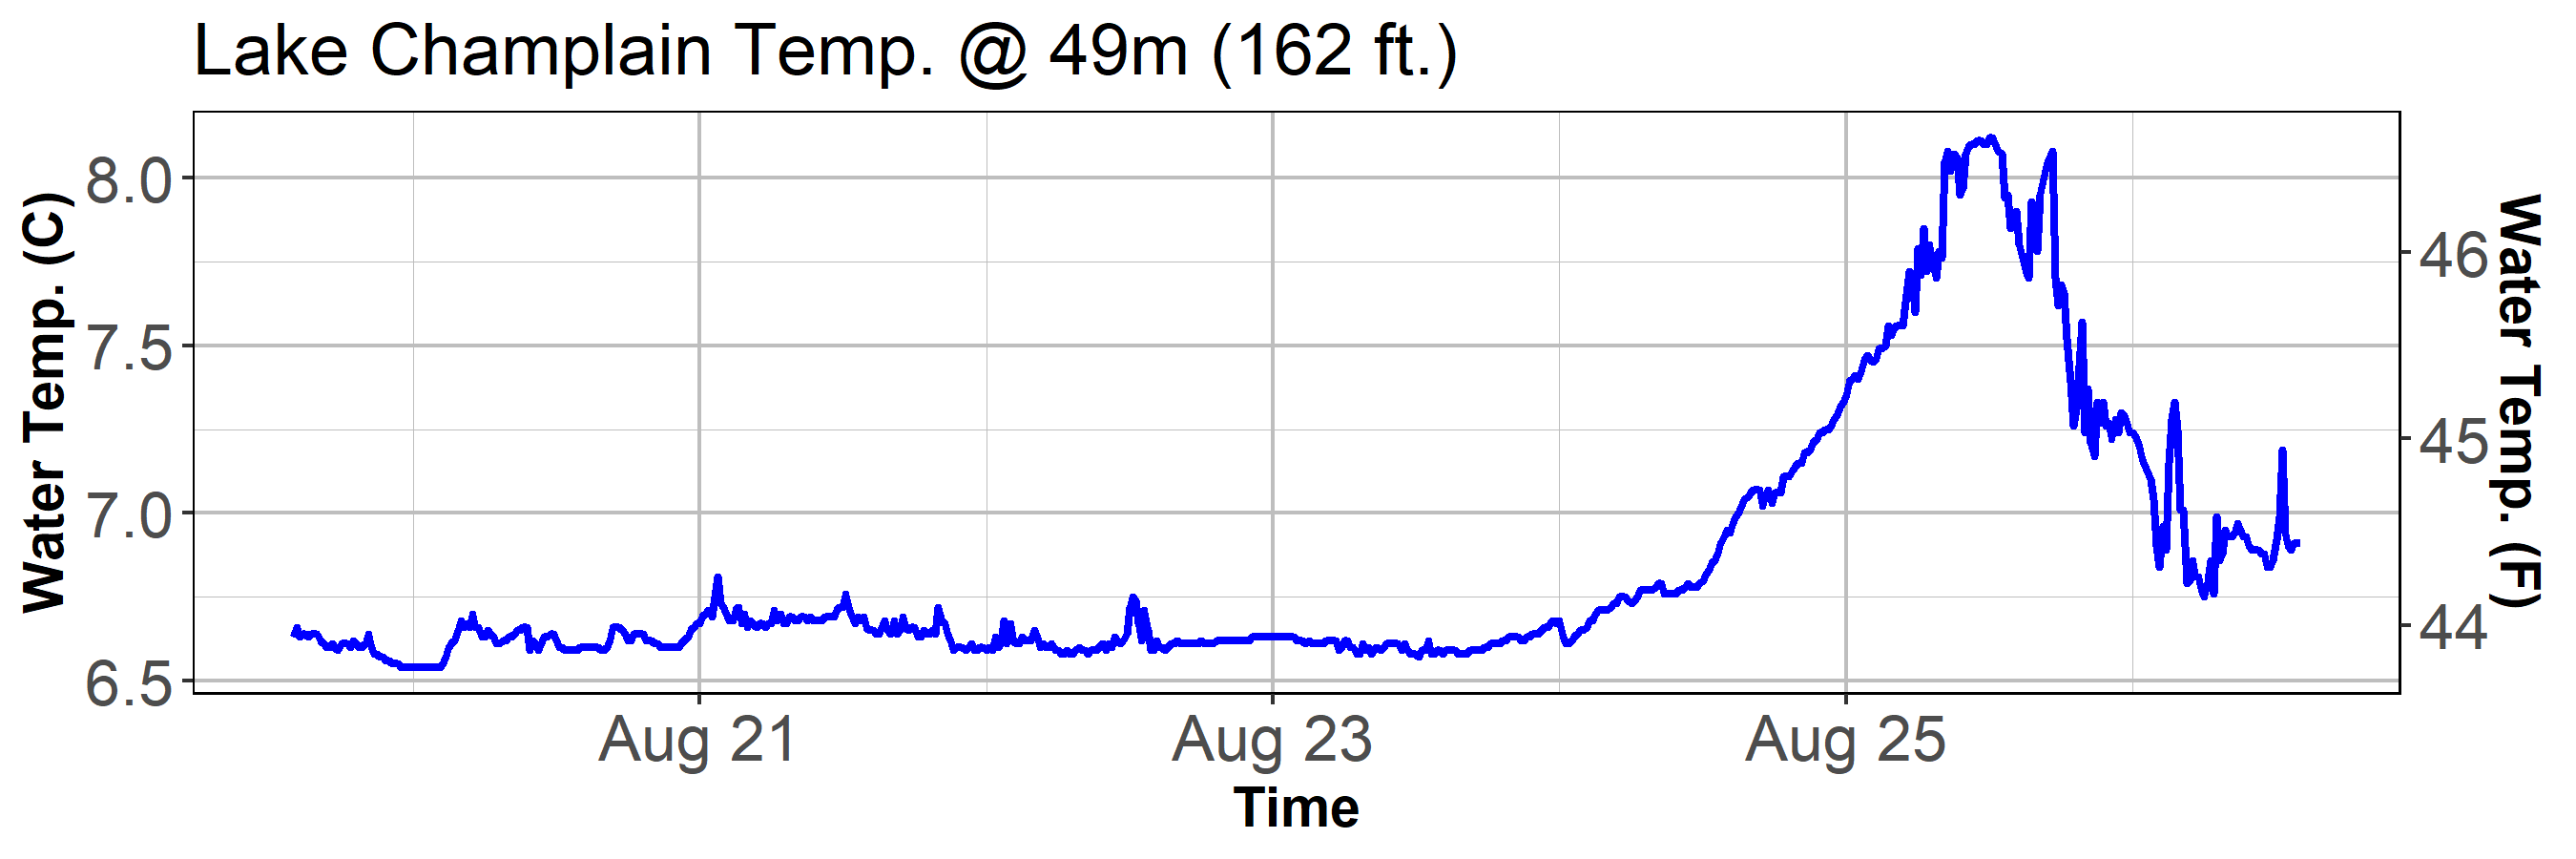 Lake Champlain Temp. @ 49m (162 ft.)
Water Temp. (C)
8.0
7.5
7.0
6.5
46
45
44
Water Temp. (F)
Aug 21
Aug 23
Aug 25
Time